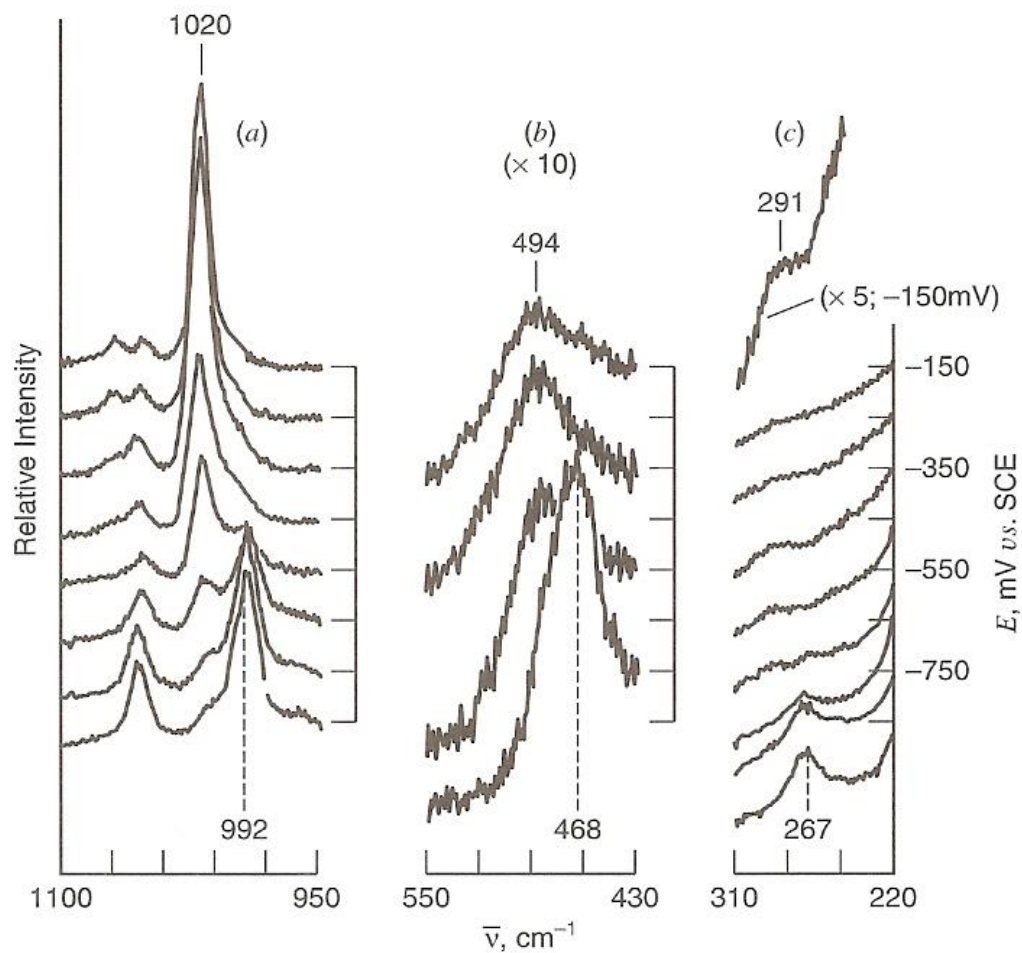 1020
(a)
(b)
(× 10)
(c)
494
291
(× 5; –150mV)
Relative Intensity
–150
–350
–550
–750
E, mV vs. SCE
992
468
267
1100
950
550
430
310
220
ν̅, cm⁻¹